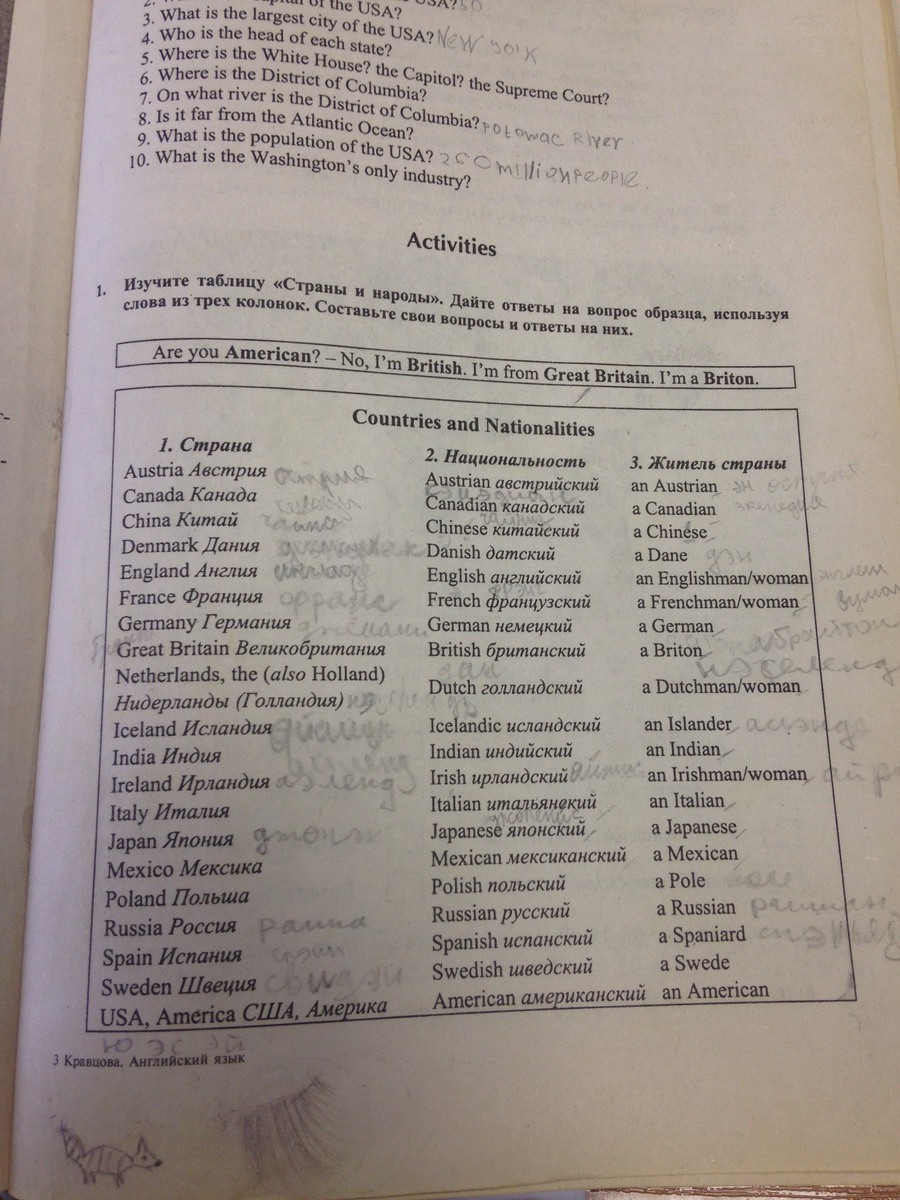 of the USA?
3. What is the largest city of the USA? New York
4. Who is the head of each state?
5. Where is the White House? the Capitol? the Supreme Court?
6. Where is the District of Columbia?
7. On what river is the District of Columbia? Potowac River
8. Is it far from the Atlantic Ocean?
9. What is the population of the USA? 250 million people.
10. What is the Washington's only industry?
Activities
1. Изучите таблицу «Страны и народы». Дайте ответы на вопрос образца, используя
слова из трех колонок. Составьте свои вопросы и ответы на них.
Are you American? – No, I'm British. I'm from Great Britain. I'm a Briton.
Countries and Nationalities
1. Страна 2. Национальность 3. Житель страны
Austria Австрия Austrian австрийский an Austrian
Canada Канада Canadian канадский a Canadian
China Китай Chinese китайский a Chinese
Denmark Дания Danish датский a Dane дэн
England Англия English английский an Englishman/woman
France Франция French французский a Frenchman/woman
Germany Германия German немецкий a German
Great Britain Великобритания British британский a Briton
Netherlands, the (also Holland)
Нидерланды (Голландия) Dutch голландский a Dutchman/woman
Iceland Исландия Icelandic исландский an Islander
India Индия Indian индийский an Indian
Ireland Ирландия Irish ирландский an Irishman/woman
Italy Италия Italian итальянский an Italian
Japan Япония Japanese японский a Japanese
Mexico Мексика Mexican мексиканский a Mexican
Poland Польша Polish польский a Pole
Russia Россия раша Russian русский a Russian
Spain Испания Spanish испанский a Spaniard
Sweden Швеция Swedish шведский a Swede
USA, America США, Америка American американский an American
Ю ЭС ЭЙ
3 Кравцова. Английский язык